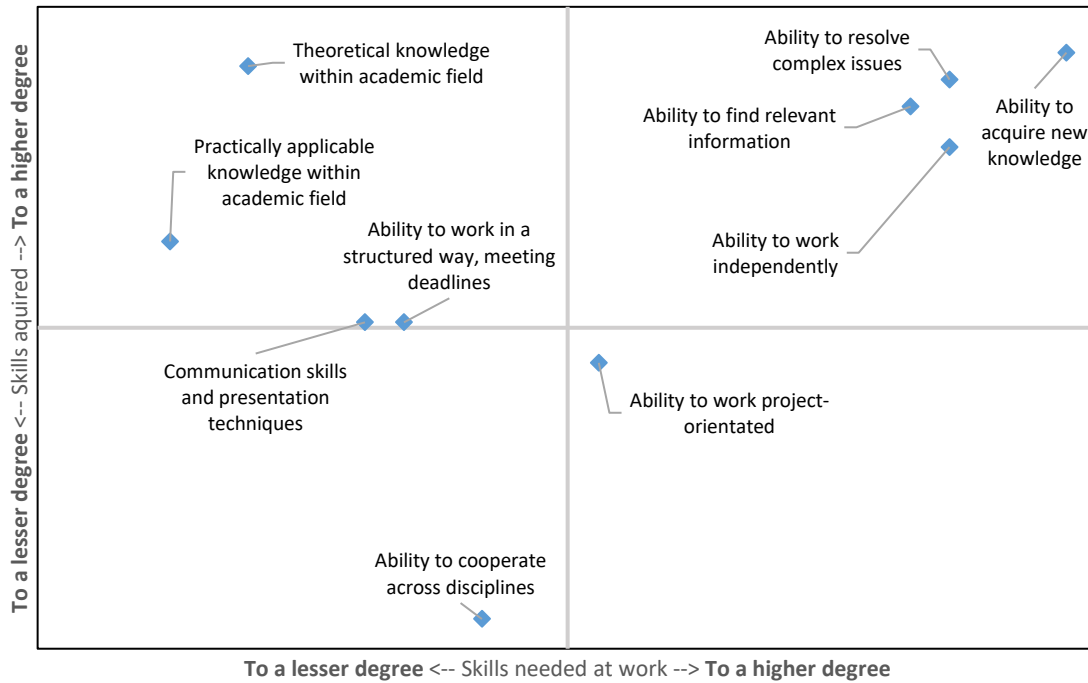 Theoretical knowledge
within academic field
Ability to resolve
complex issues
Ability to find relevant
information
Ability to
acquire new
knowledge
Practically applicable
knowledge within
academic field
Ability to work in a
structured way, meeting
deadlines
Ability to work
independently
Communication skills
and presentation
techniques
Ability to work project-
orientated
Ability to cooperate
across disciplines
To a lesser degree <-- Skills aquired --> To a higher degree
To a lesser degree <-- Skills needed at work --> To a higher degree